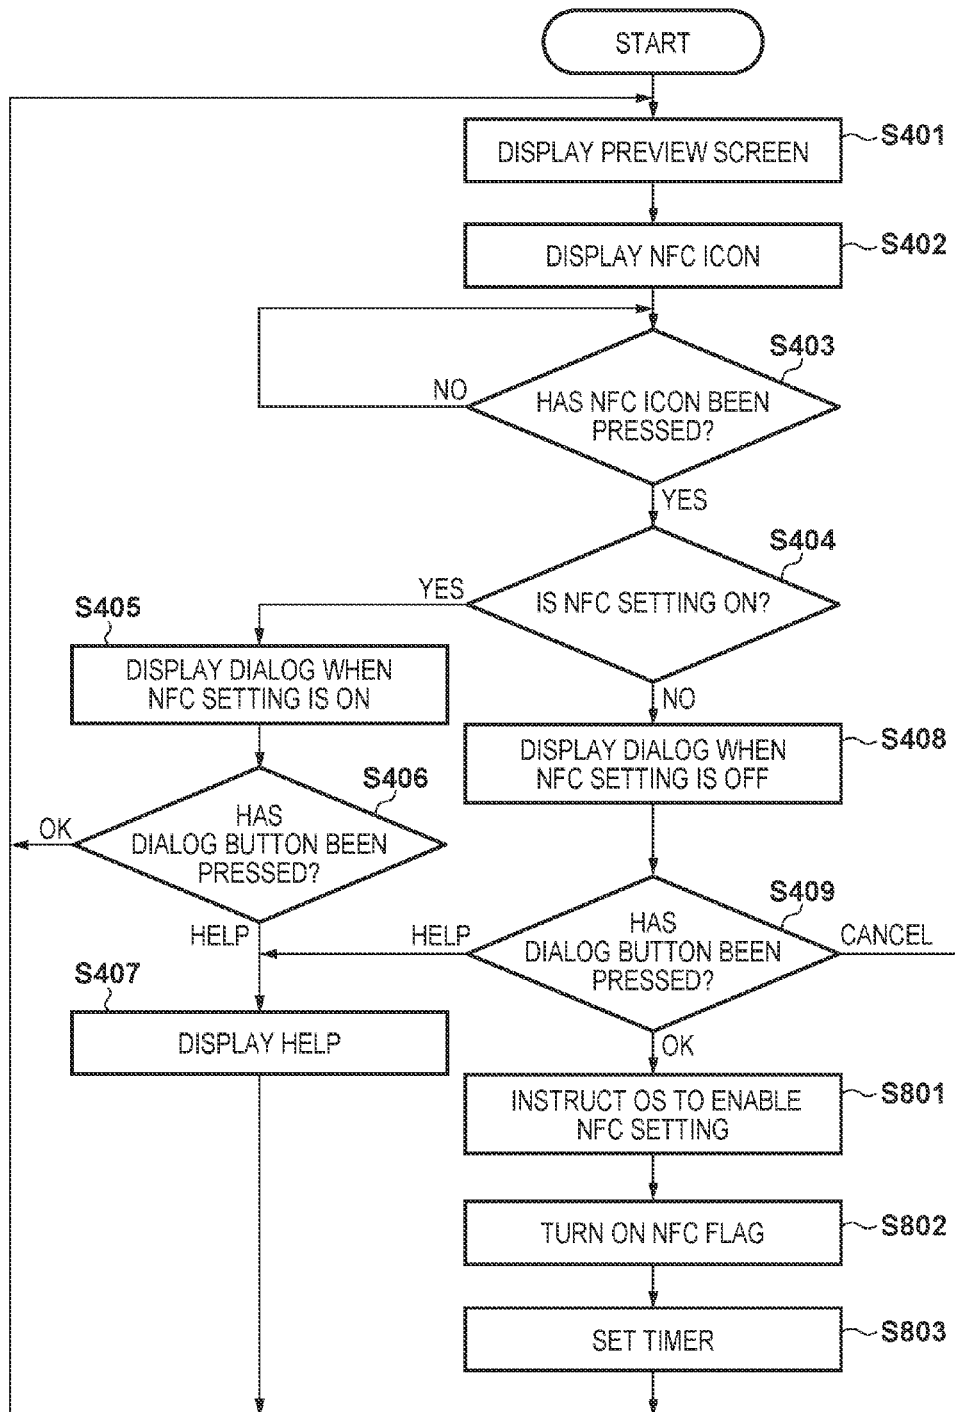 START
DISPLAY PREVIEW SCREEN
S401
DISPLAY NFC ICON
S402
S403
HAS NFC ICON BEEN
PRESSED?
NO
YES
S404
IS NFC SETTING ON?
YES
NO
S405
DISPLAY DIALOG WHEN
NFC SETTING IS ON
S408
DISPLAY DIALOG WHEN
NFC SETTING IS OFF
S406
HAS
DIALOG BUTTON BEEN
PRESSED?
OK
HELP
S409
HAS
DIALOG BUTTON BEEN
PRESSED?
HELP
CANCEL
OK
S407
DISPLAY HELP
INSTRUCT OS TO ENABLE
NFC SETTING
S801
TURN ON NFC FLAG
S802
SET TIMER
S803